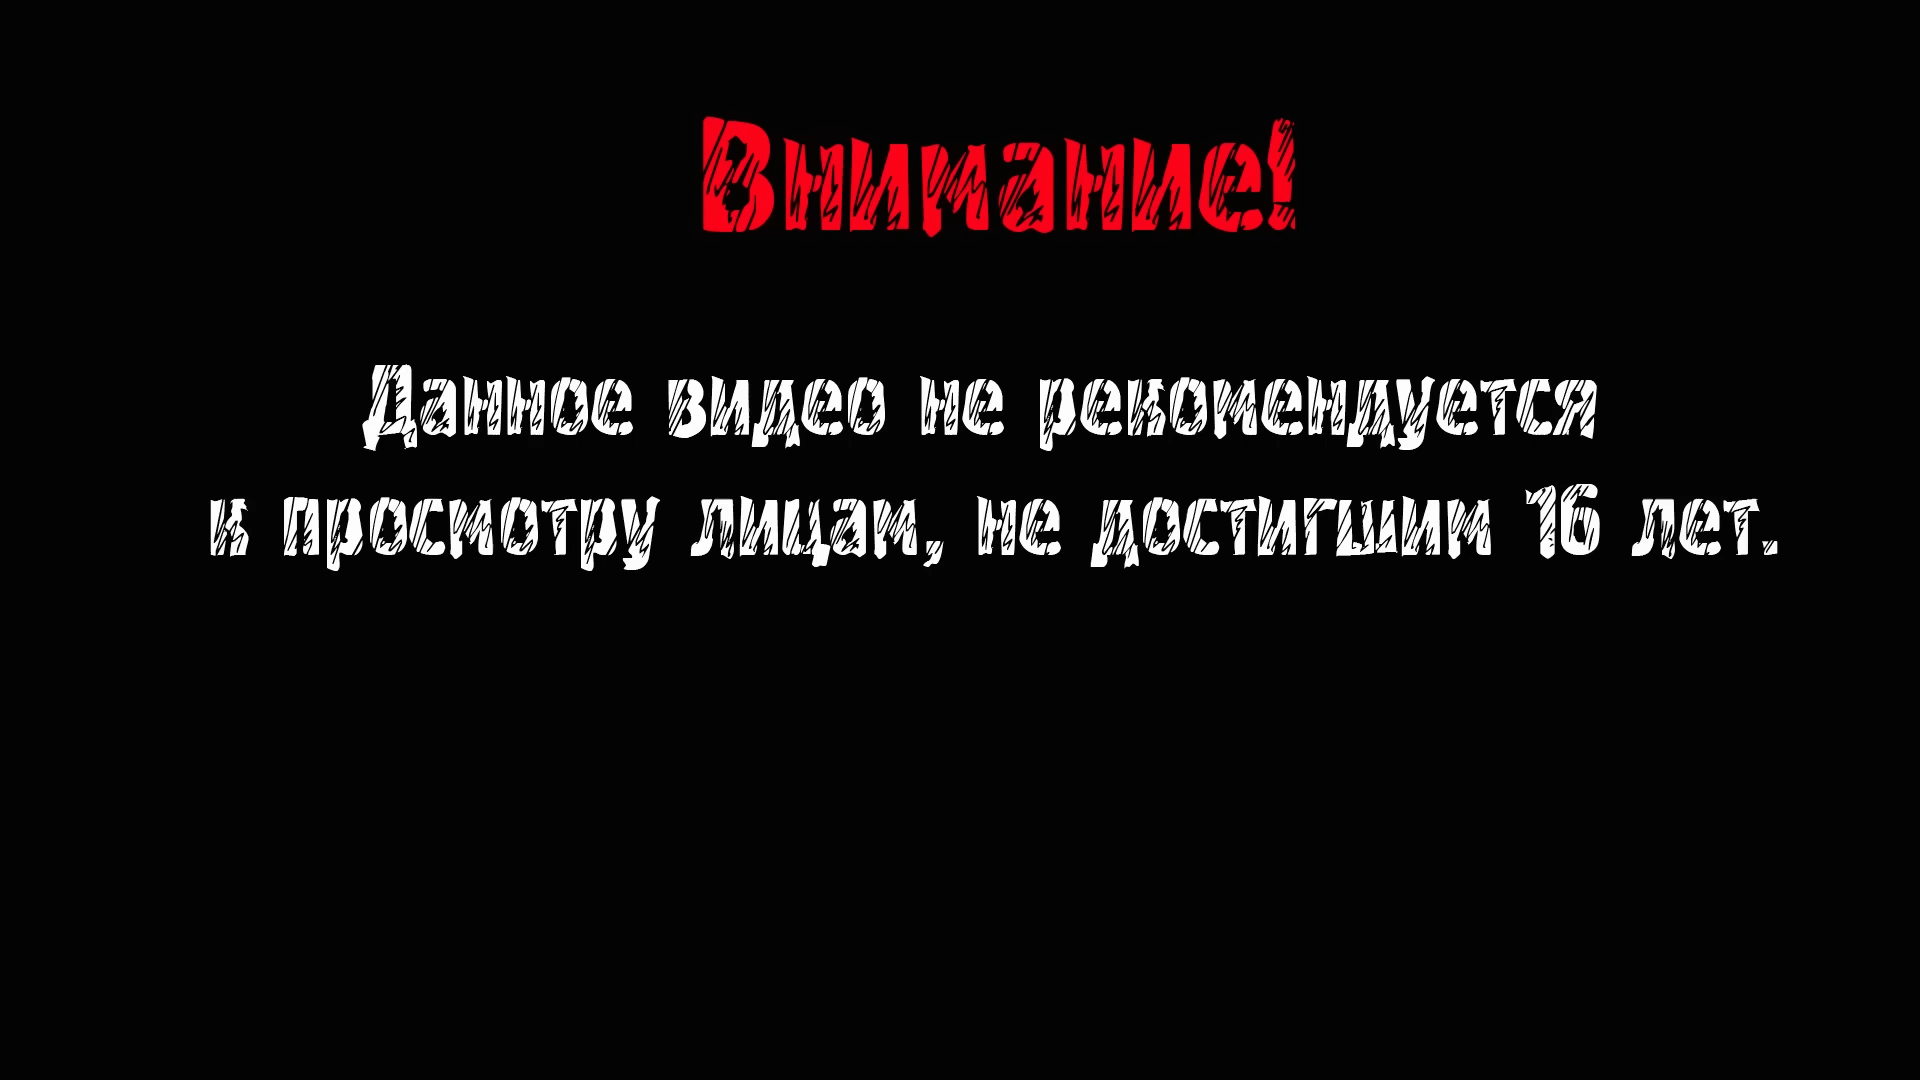 Внимание!
Данное видео не рекомендуется
к просмотру лицам, не достигшим 16 лет.